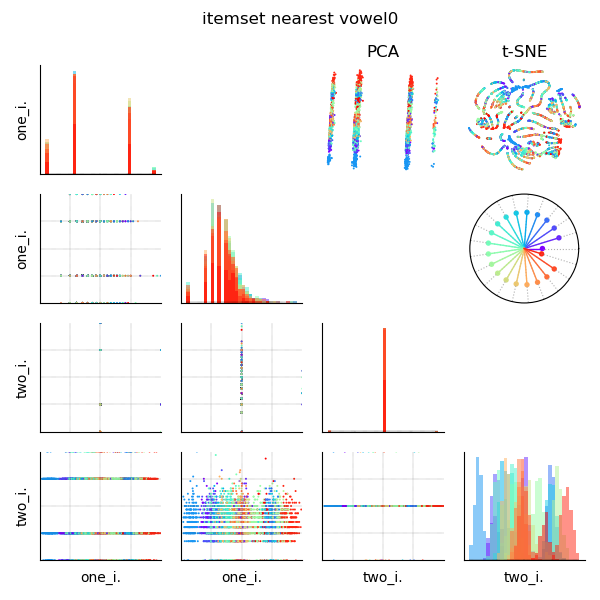 itemset nearest vowel0
PCA
t-SNE
one_i.
one_i.
two_i.
two_i.
one_i.
one_i.
two_i.
two_i.